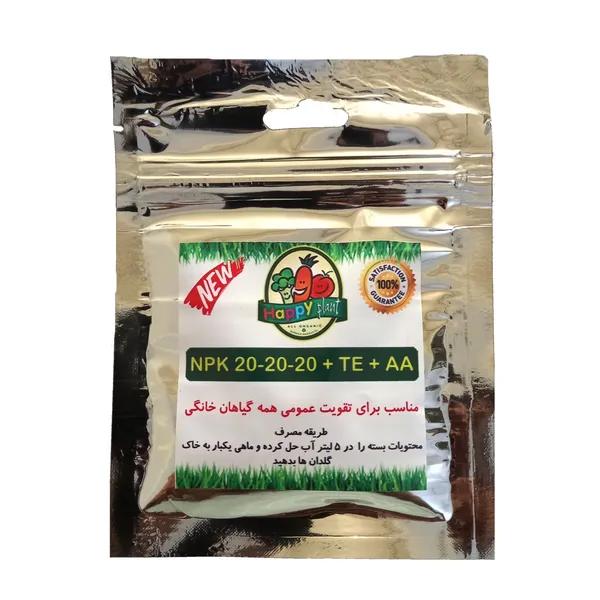 NEW
SATISFACTION
100%
GUARANTEE
Happy plant
ALL ORGANIC
NPK 20-20-20 + TE + AA
مناسب برای تقویت عمومی همه گیاهان خانگی
طریقه مصرف
محتویات بسته را در ۵ لیتر آب حل کرده و ماهی یکبار به خاک
گلدان ها بدهید